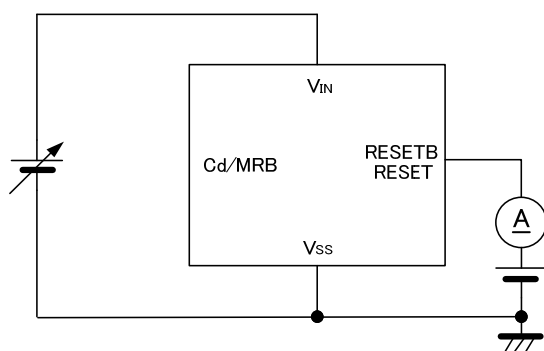 VIN
Cd/MRB
RESETB
RESET
A
VSS